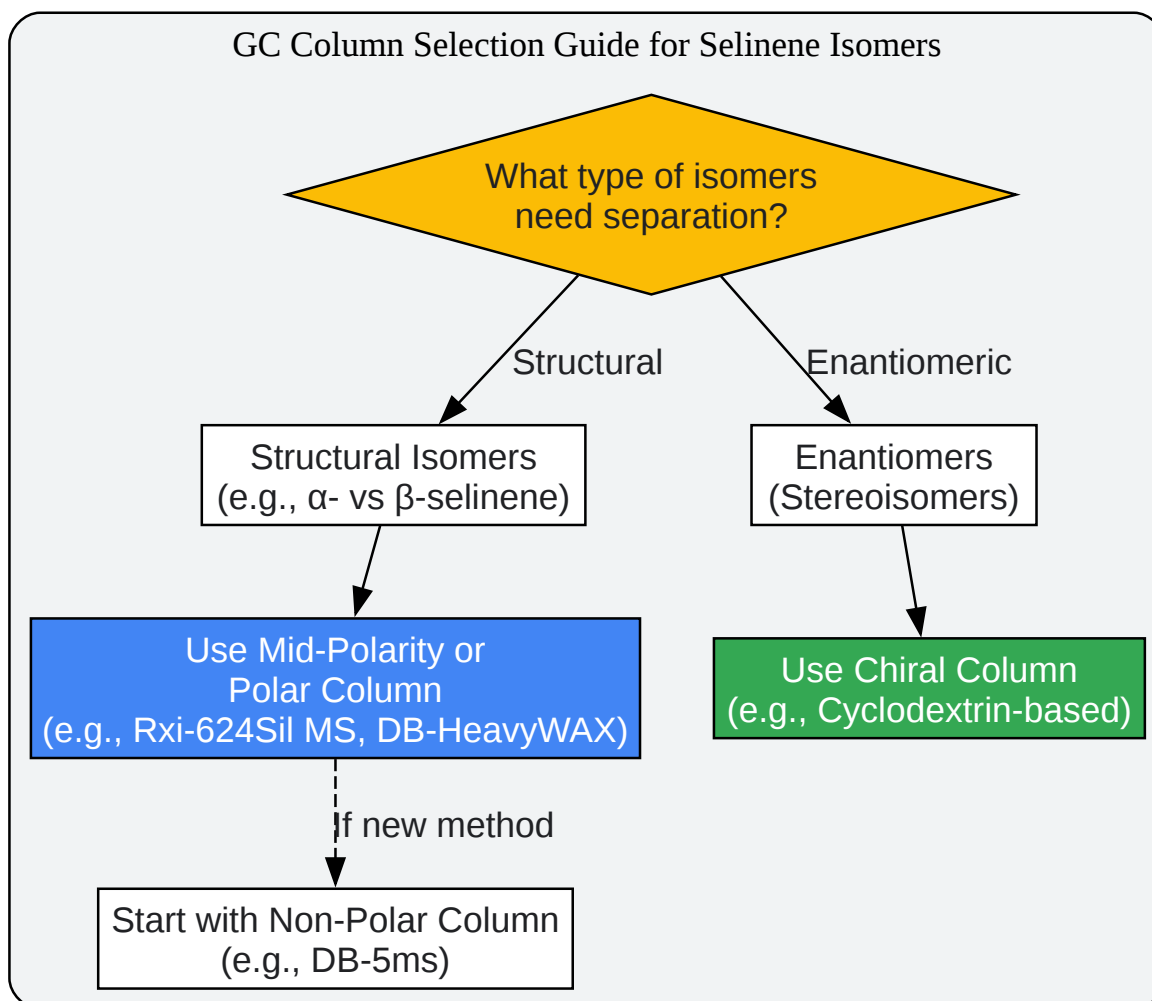 GC Column Selection Guide for Selinene Isomers
What type of isomers
need separation?
Structural
Enantiomeric
Structural Isomers
(e.g., α- vs β-selinene)
Enantiomers
(Stereoisomers)
Use Mid-Polarity or
Polar Column
(e.g., Rxi-624Sil MS, DB-HeavyWAX)
Use Chiral Column
(e.g., Cyclodextrin-based)
If new method
Start with Non-Polar Column
(e.g., DB-5ms)